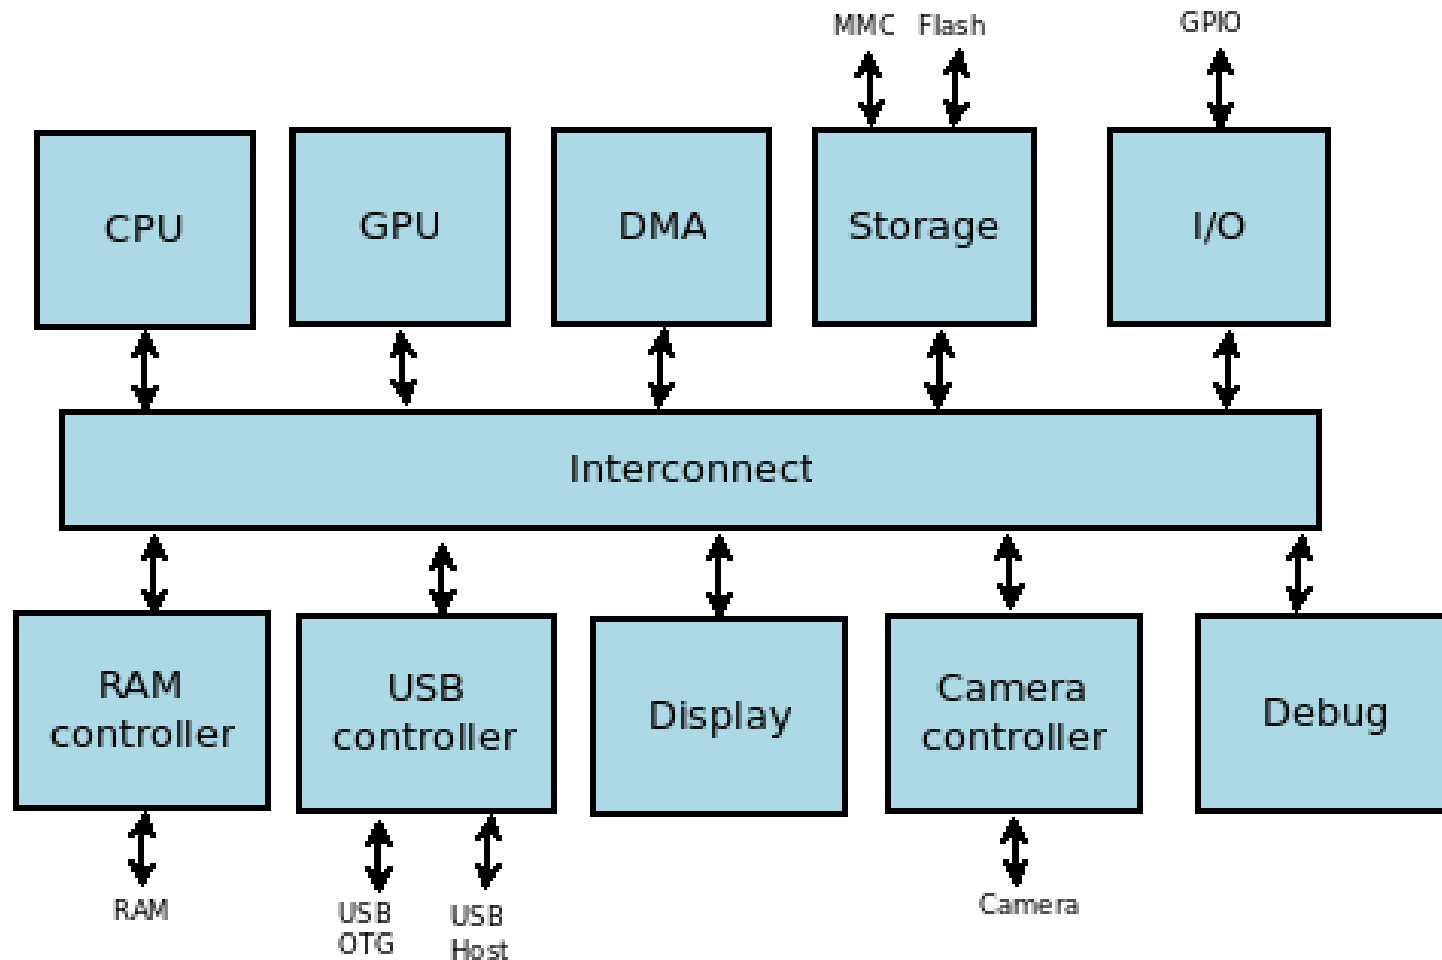 MMC Flash GPIO
CPU GPU DMA Storage I/O
Interconnect
RAM
controller
USB
controller
Display
Camera
controller
Debug
RAM
USB
OTG
USB
Host
Camera